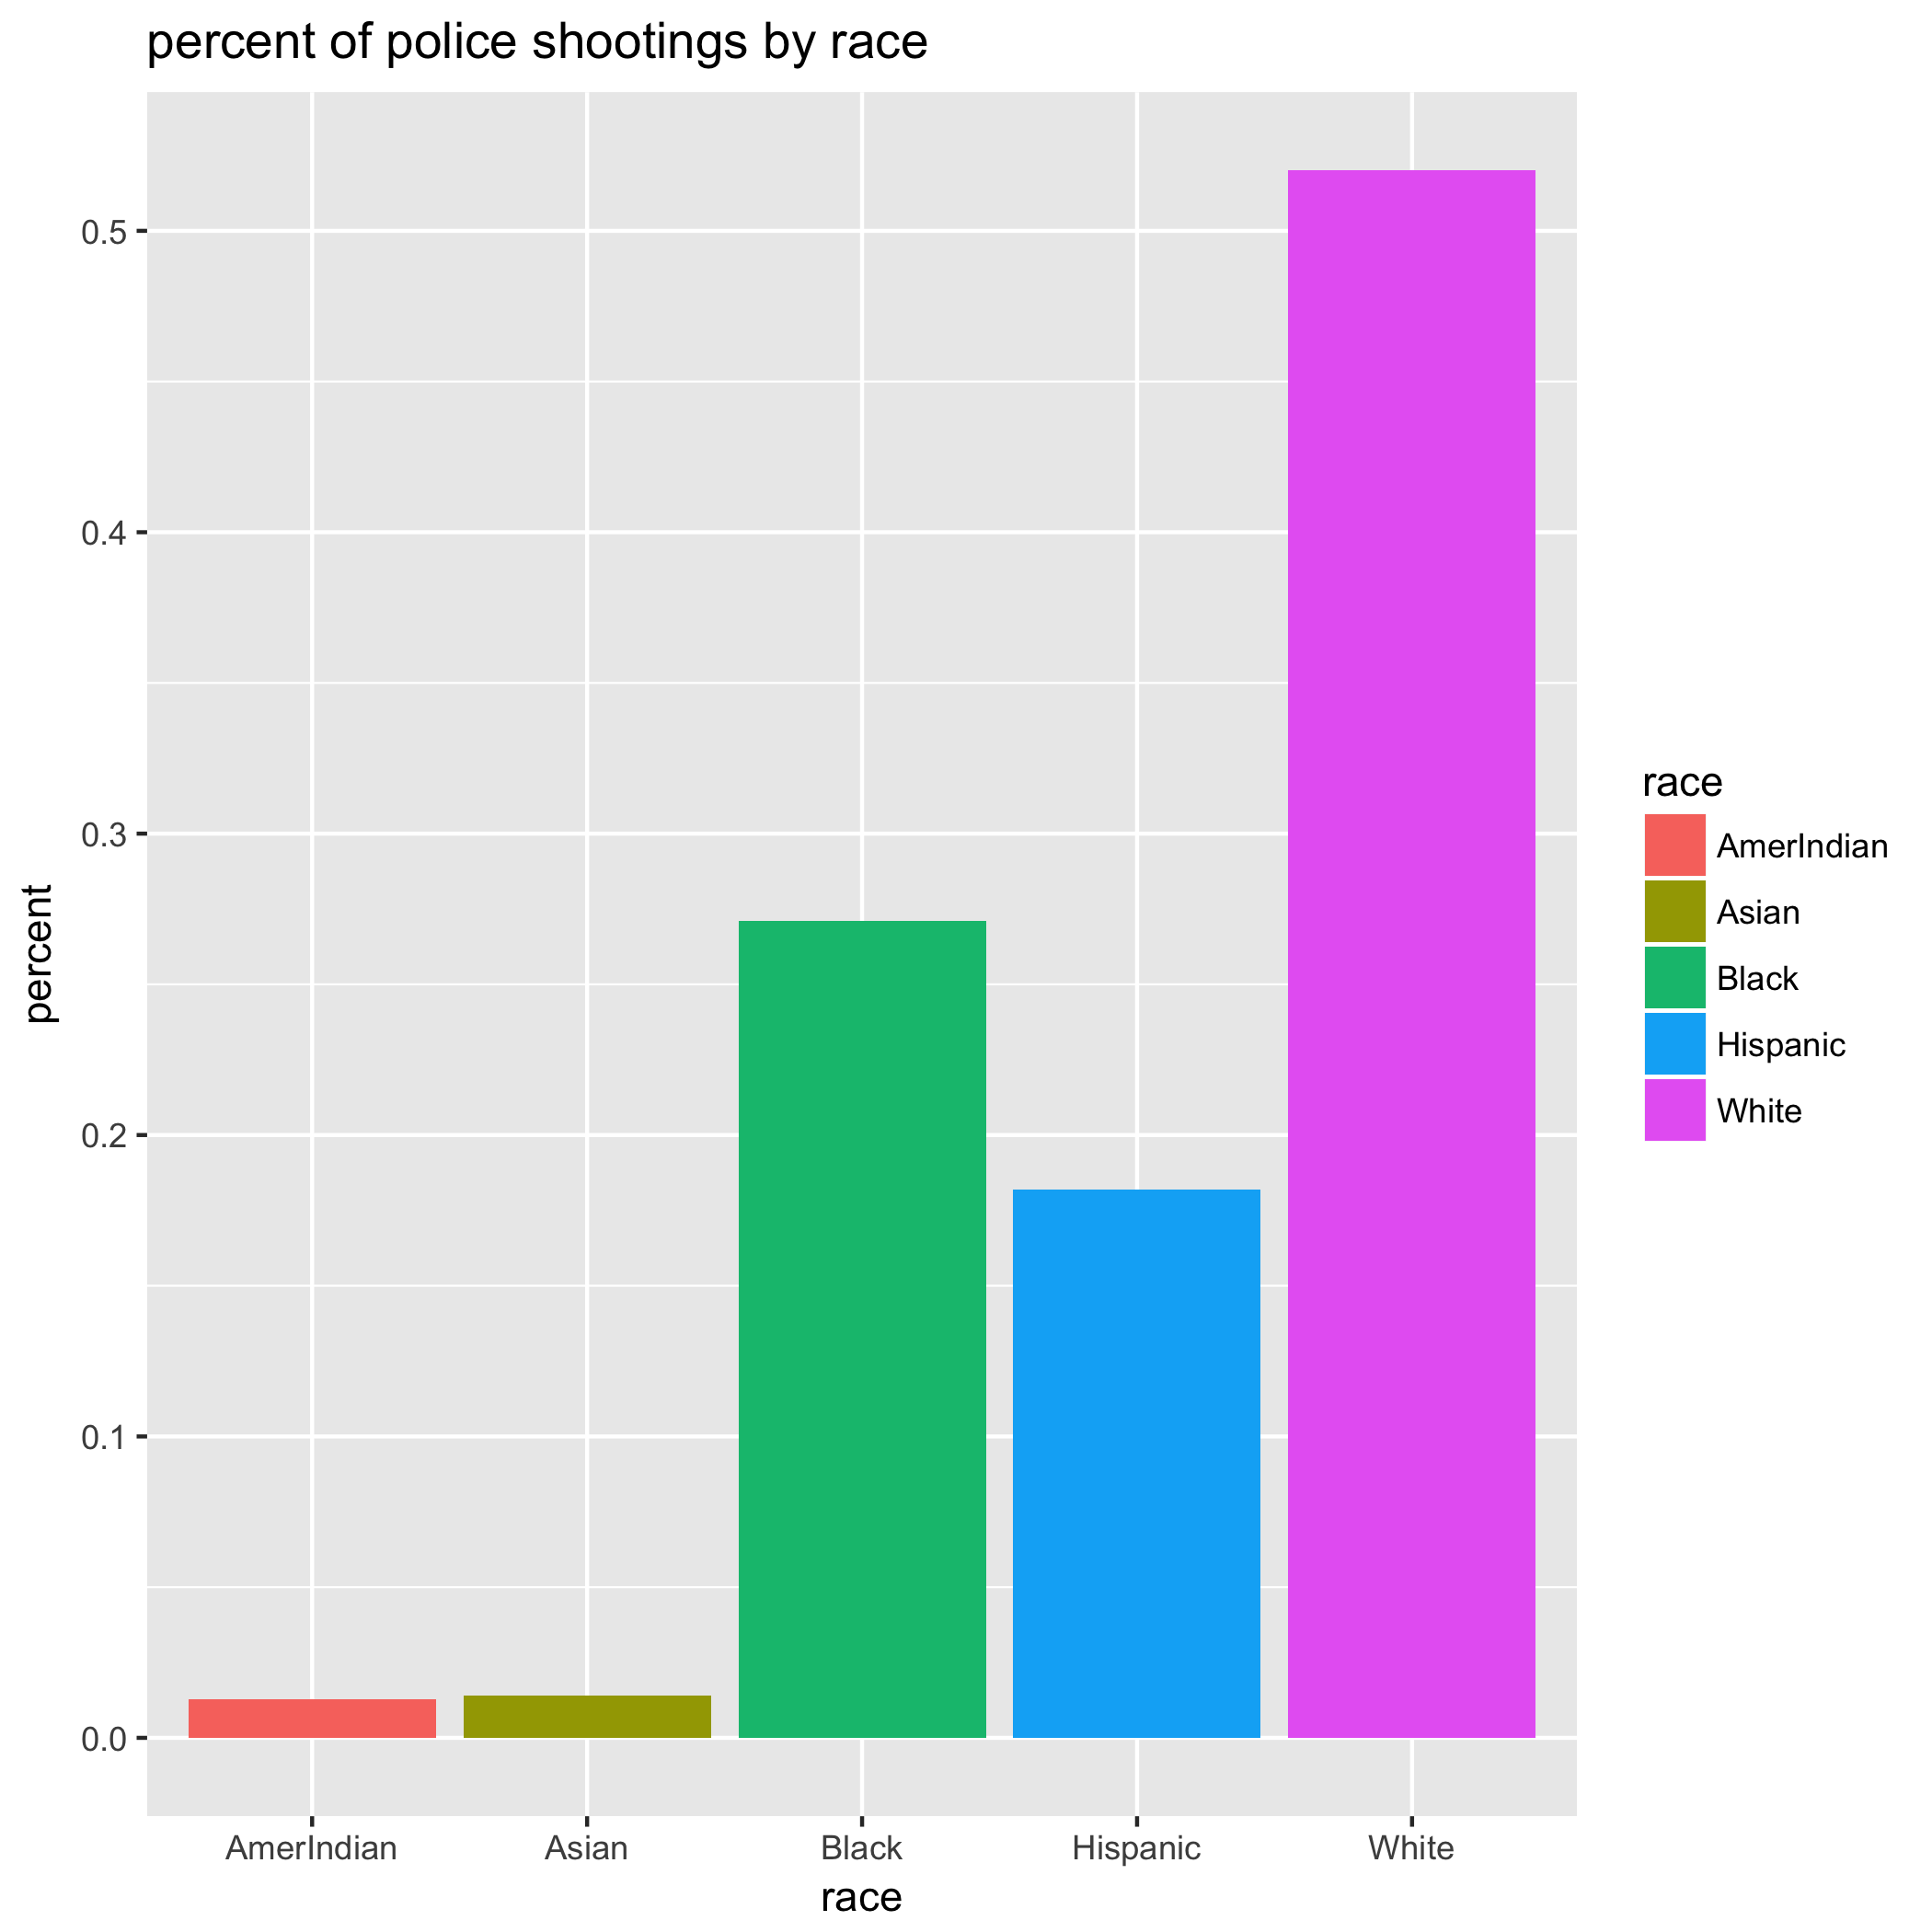 percent of police shootings by race
percent
0.5
0.4
0.3
0.2
0.1
0.0
AmerIndian
Asian
Black
Hispanic
White
race
race
AmerIndian
Asian
Black
Hispanic
White